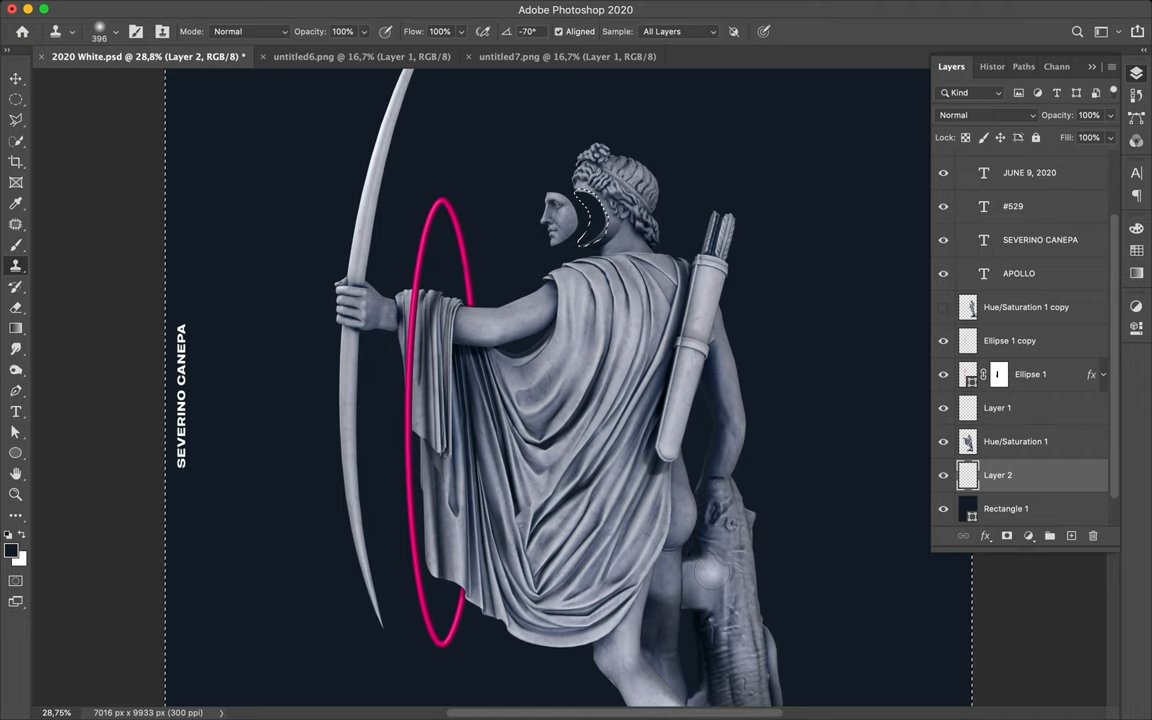 Adobe Photoshop 2020
396
Mode: Normal
Opacity: 100%
Flow: 100%
-70°
Aligned
Sample: All Layers
2020 White.psd @ 28,8% (Layer 2, RGB/8) *
untitled6.png @ 16,7% (Layer 1, RGB/8)
untitled7.png @ 16,7% (Layer 1, RGB/8)
Layers
Histor
Paths
Chann
Kind
Normal
Opacity: 100%
Lock:
Fill: 100%
JUNE 9, 2020
#529
SEVERINO CANEPA
APOLLO
Hue/Saturation 1 copy
Ellipse 1 copy
Ellipse 1
fx
Layer 1
Hue/Saturation 1
Layer 2
Rectangle 1
fx
SEVERINO CANEPA
28,75%
7016 px x 9933 px (300 ppi)